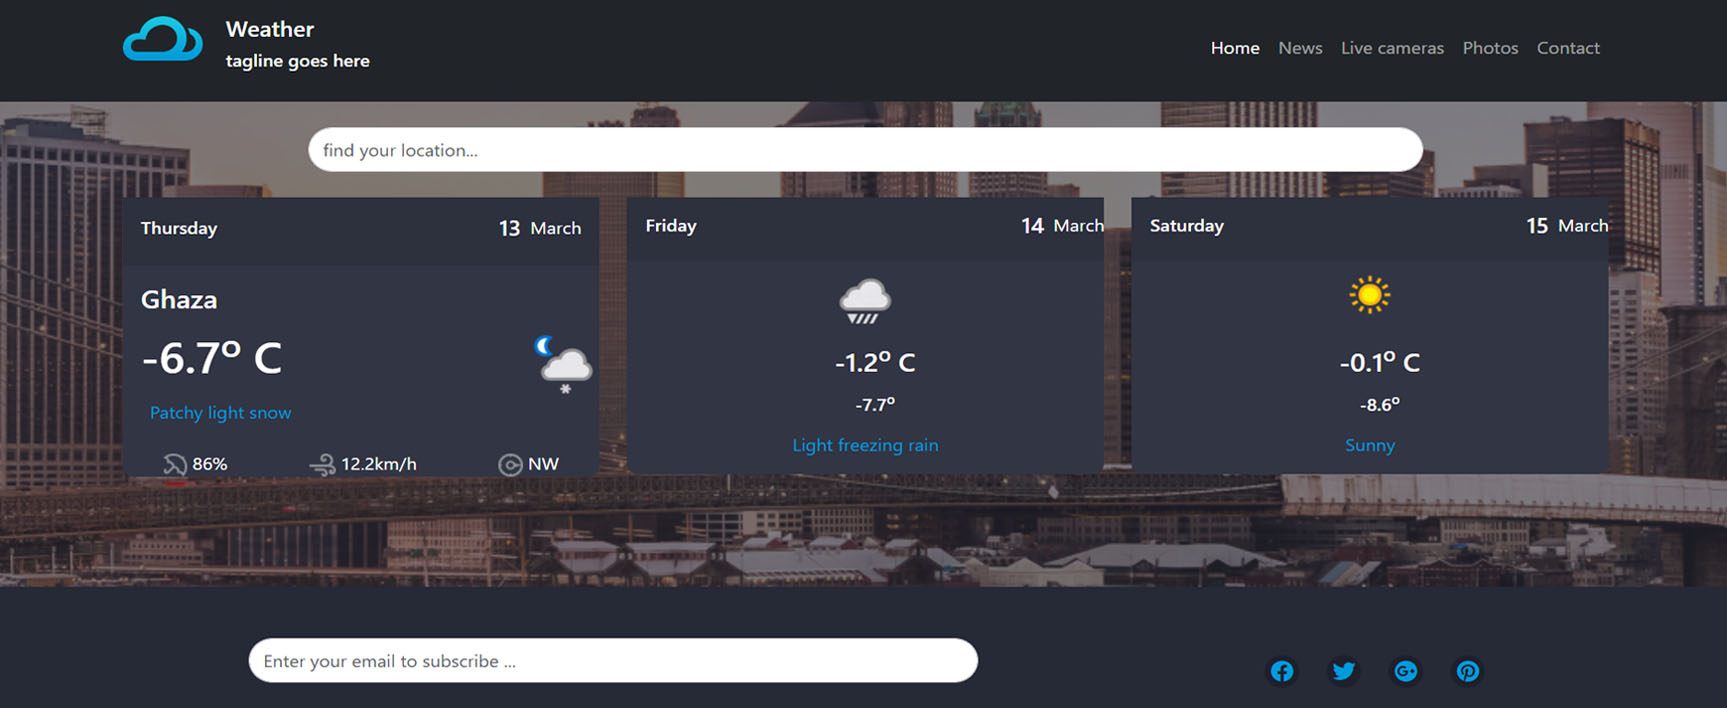 Weather
tagline goes here
Home News Live cameras Photos Contact
find your location...
Thursday 13 March
Ghaza
-6.7° C
Patchy light snow
86% 12.2km/h NW
Friday 14 March
-1.2° C
-7.7°
Light freezing rain
Saturday 15 March
-0.1° C
-8.6°
Sunny
Enter your email to subscribe ...